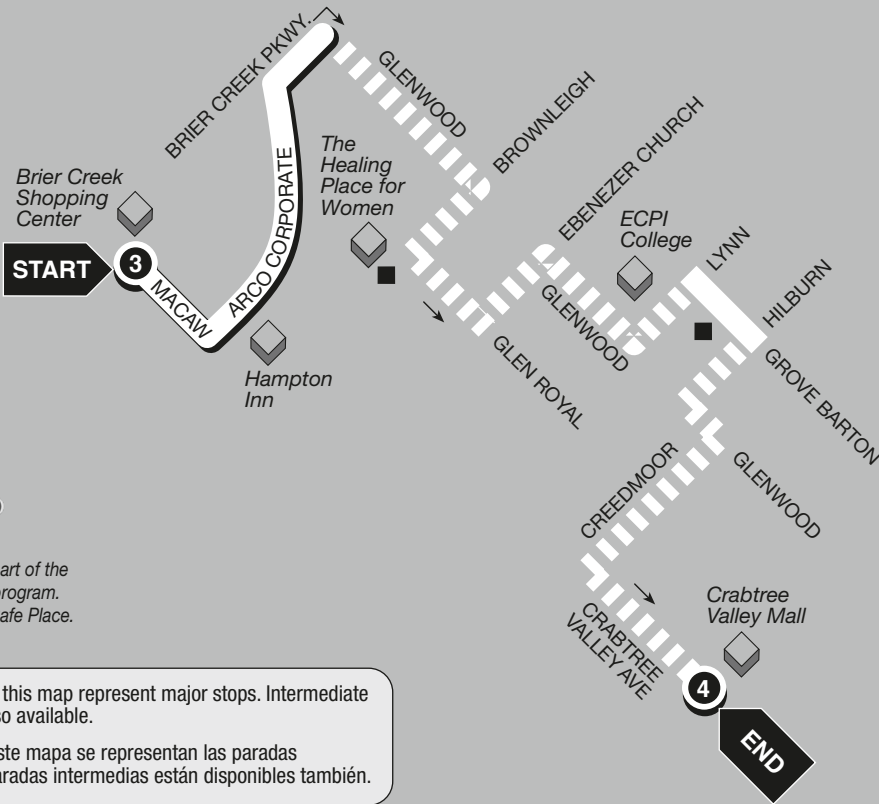 BRIER CREEK PKWY.
GLENWOOD
BROWNLEIGH
The
Healing
Place for
Women
EBENEZER CHURCH
Brier Creek
Shopping
Center
ECPI
College
LYNN
START
3
MACAW
ARCO CORPORATE
HILBURN
GLENWOOD
Hampton
Inn
GLEN ROYAL
GROVE BARTON
CREEDMOOR
GLENWOOD
art of the
program.
afe Place.
Crabtree
Valley Mall
CRABTREE
VALLEY AVE
4
END
this map represent major stops. Intermediate
so available.
ste mapa se representan las paradas
aradas intermedias están disponibles también.